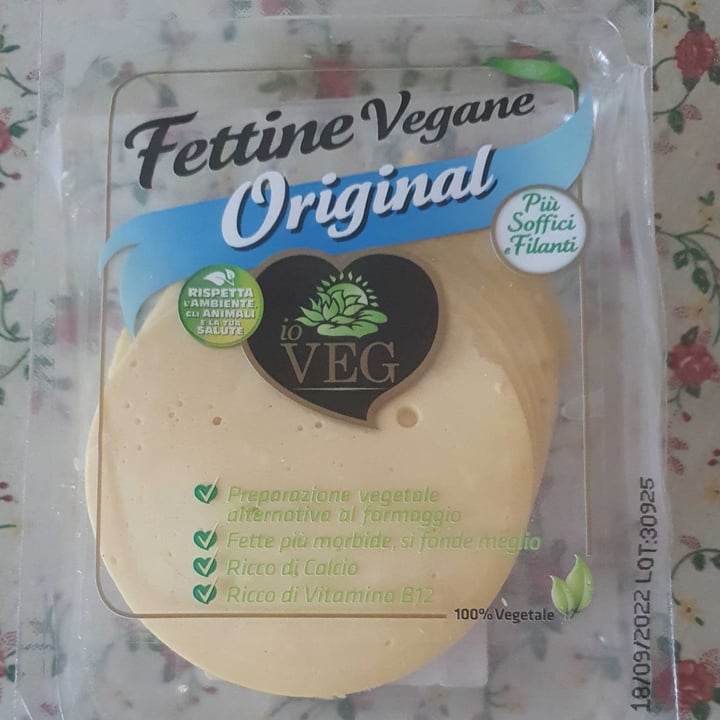 Fettine Vegane
Original
Più
Soffici
e Filanti
RISPETTA
L'AMBIENTE,
GLI ANIMALI
E LA TUA
SALUTE
io
VEG
Preparazione vegetale
alternativa al formaggio
Fette più morbide, si fonde meglio
Ricco di Calcio
Ricco di Vitamina B12
100% Vegetale
18/09/2022 LOT:30925